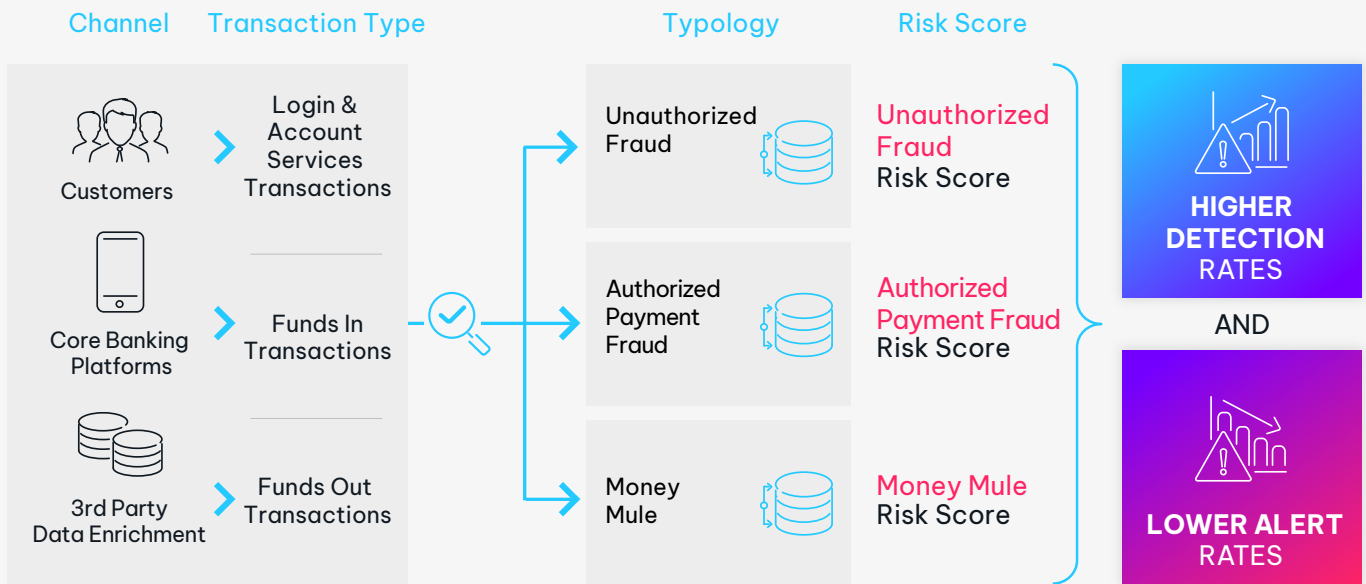 Channel
Transaction Type
Typology
Risk Score
Customers
Login &
Account
Services
Transactions
Core Banking
Platforms
Funds In
Transactions
3rd Party
Data Enrichment
Funds Out
Transactions
Unauthorized
Fraud
Authorized
Payment
Fraud
Money
Mule
Unauthorized
Fraud
Risk Score
Authorized
Payment Fraud
Risk Score
Money Mule
Risk Score
HIGHER
DETECTION
RATES
AND
LOWER ALERT
RATES